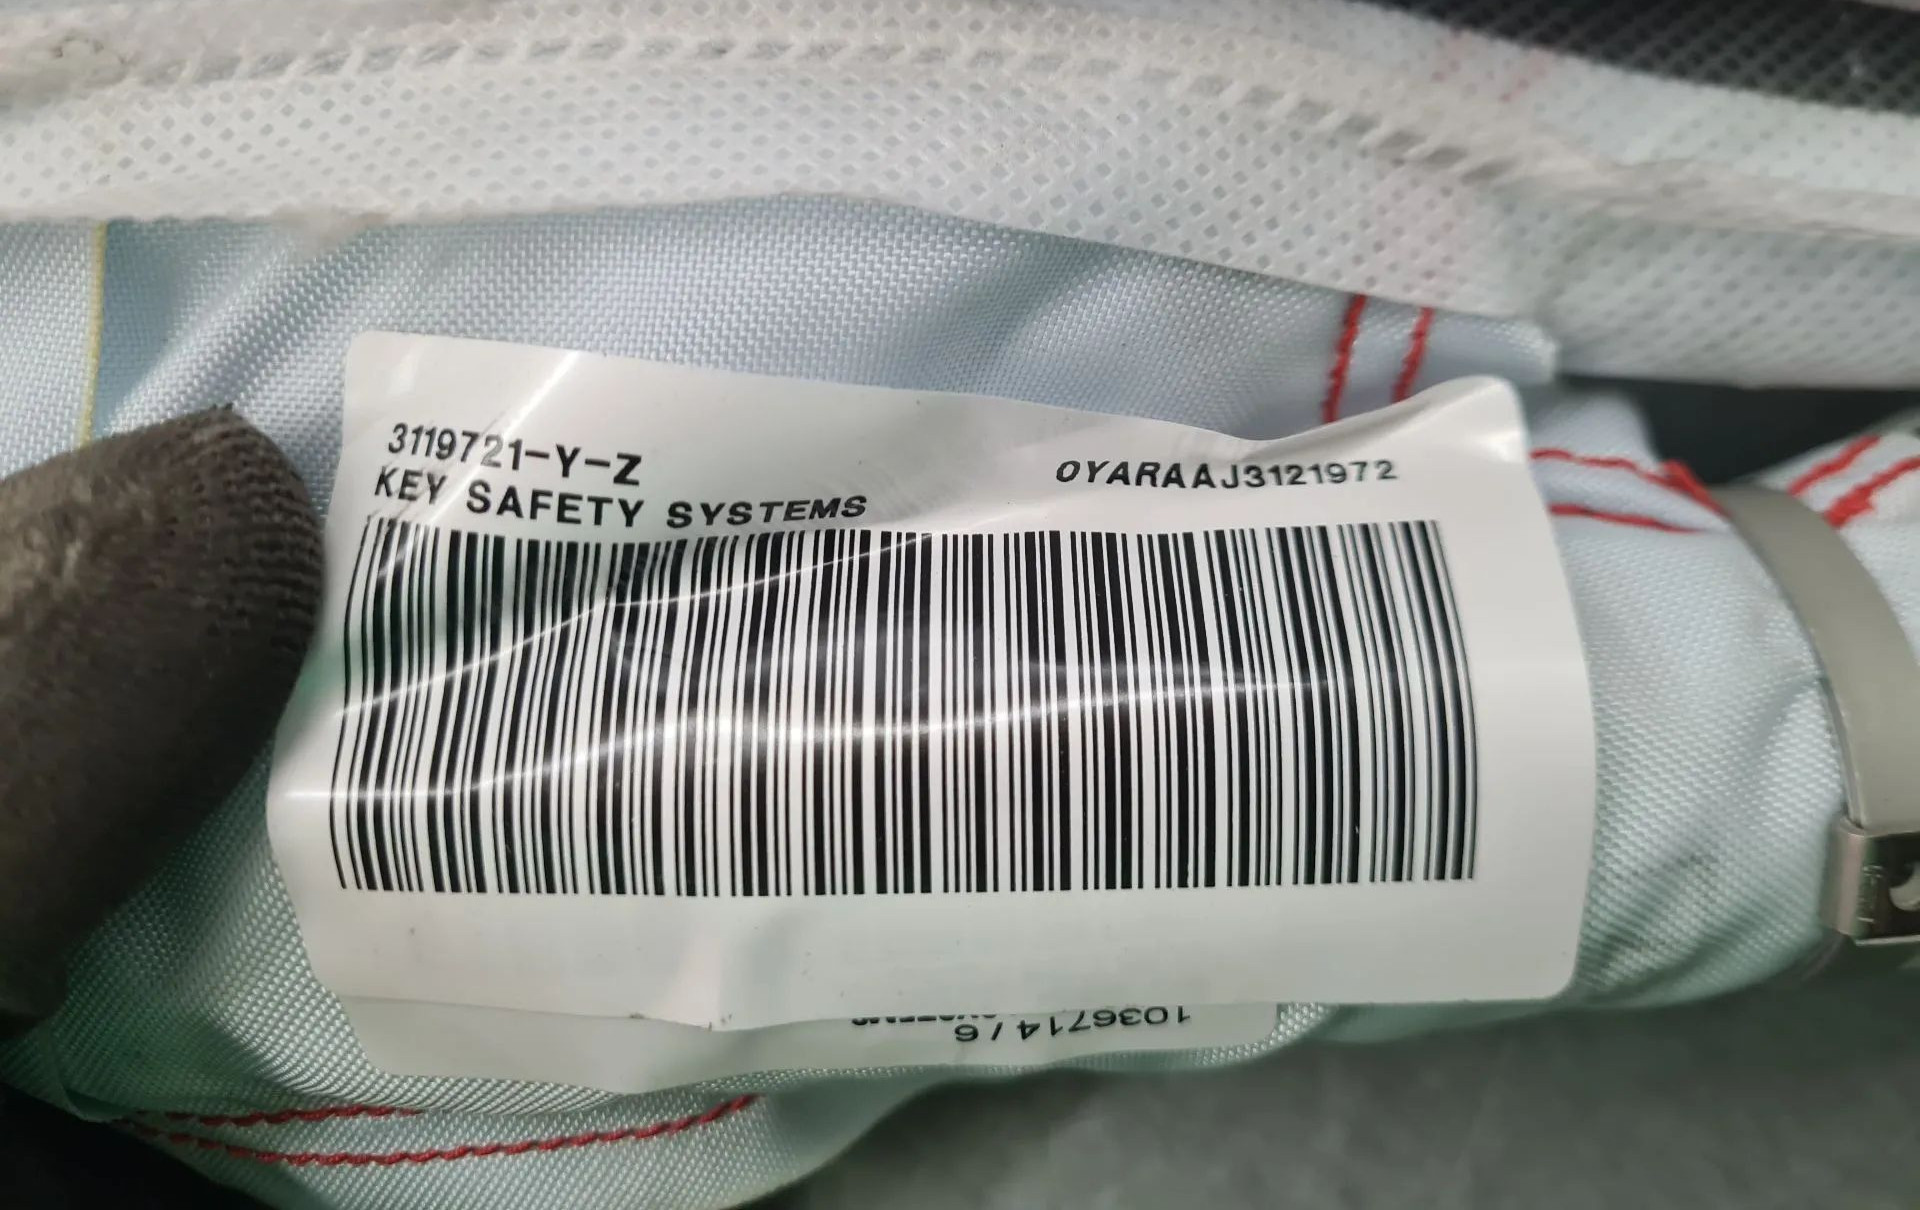 3119721-Y-Z
0YARAAJ3121972
KEY SAFETY SYSTEMS
1036714/6